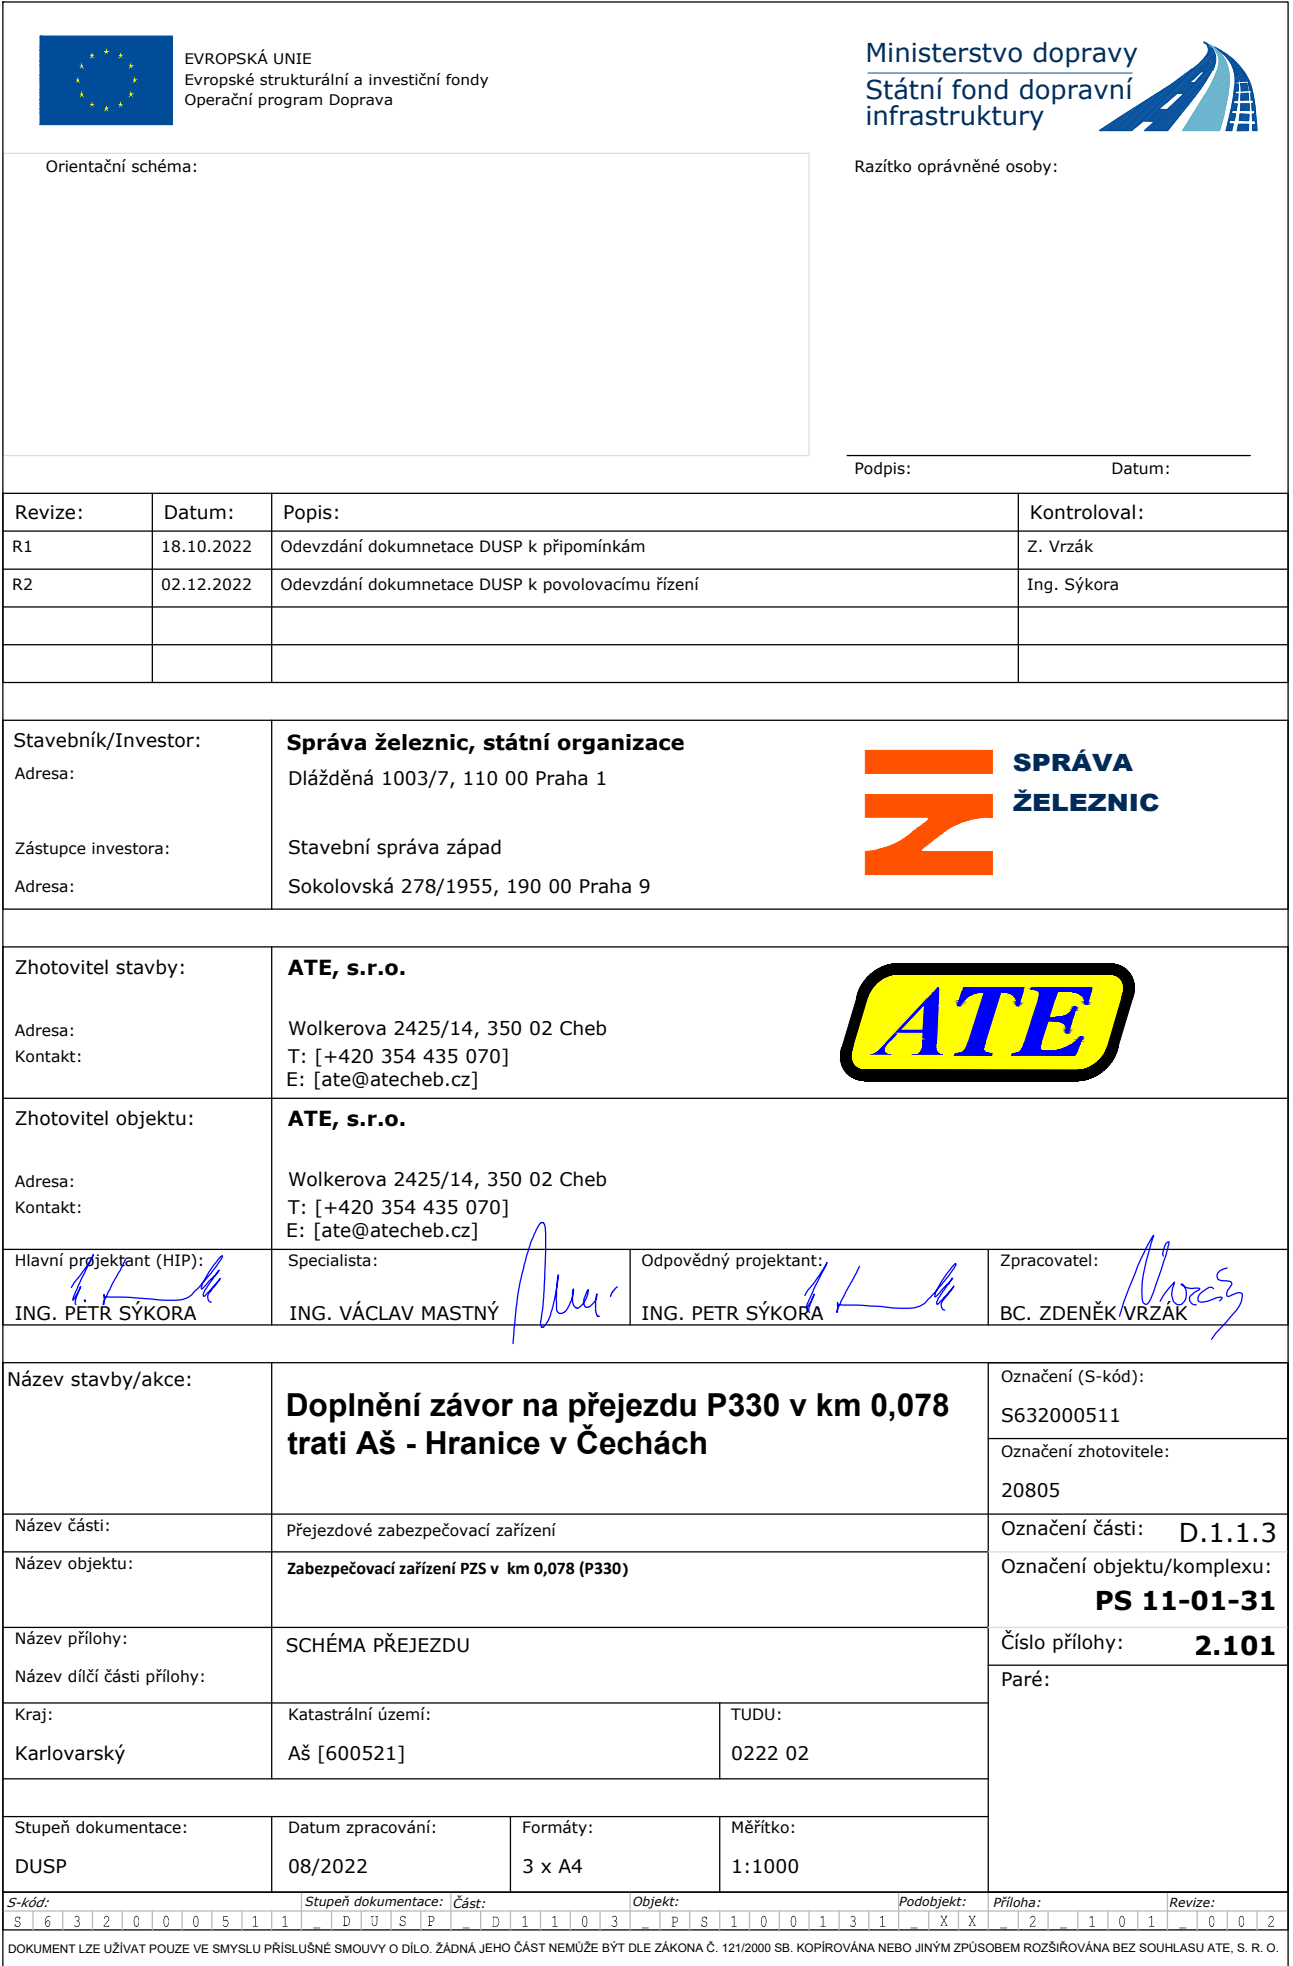 EVROPSKÁ UNIE
Evropské strukturální a investiční fondy
Operační program Doprava
Ministerstvo dopravy
Státní fond dopravní
infrastruktury
Orientační schéma:
Razítko oprávněné osoby:
Podpis: Datum:
Revize: Datum: Popis: Kontroloval:
R1 18.10.2022 Odevzdání dokumnetace DUSP k připomínkám Z. Vrzák
R2 02.12.2022 Odevzdání dokumnetace DUSP k povolovacímu řízení Ing. Sýkora
Stavebník/Investor: Správa železnic, státní organizace
Adresa: Dlážděná 1003/7, 110 00 Praha 1
SPRÁVA
ŽELEZNIC
Zástupce investora: Stavební správa západ
Adresa: Sokolovská 278/1955, 190 00 Praha 9
Zhotovitel stavby: ATE, s.r.o.
ATE
Adresa: Wolkerova 2425/14, 350 02 Cheb
Kontakt: T: [+420 354 435 070]
E: [ate@atecheb.cz]
Zhotovitel objektu: ATE, s.r.o.
Adresa: Wolkerova 2425/14, 350 02 Cheb
Kontakt: T: [+420 354 435 070]
E: [ate@atecheb.cz]
Hlavní projektant (HIP): Specialista: Odpovědný projektant: Zpracovatel:
ING. PETR SÝKORA ING. VÁCLAV MASTNÝ ING. PETR SÝKORA BC. ZDENĚK VRZÁK
Název stavby/akce: Označení (S-kód):
Doplnění závor na přejezdu P330 v km 0,078
trati Aš - Hranice v Čechách
S632000511
Označení zhotovitele:
20805
Název části: Přejezdové zabezpečovací zařízení Označení části: D.1.1.3
Název objektu: Zabezpečovací zařízení PZS v km 0,078 (P330) Označení objektu/komplexu:
PS 11-01-31
Název přílohy: SCHÉMA PŘEJEZDU Číslo přílohy: 2.101
Název dílčí části přílohy: Paré:
Kraj: Katastrální území: TUDU:
Karlovarský Aš [600521] 0222 02
Stupeň dokumentace: Datum zpracování: Formáty: Měřítko:
DUSP 08/2022 3 x A4 1:1000
S-kód: Stupeň dokumentace: Část: Objekt: Podobjekt: Příloha: Revize:
S 6 3 2 0 0 0 5 1 1 _ D U S P _ D 1 1 0 3 _ P S 1 0 0 1 3 1 _ X X _ 2 _ 1 0 1 _ 0 0 2
DOKUMENT LZE UŽÍVAT POUZE VE SMYSLU PŘÍSLUŠNÉ SMOUVY O DÍLO. ŽÁDNÁ JEHO ČÁST NEMŮŽE BÝT DLE ZÁKONA Č. 121/2000 SB. KOPÍROVÁNA NEBO JINÝM ZPŮSOBEM ROZŠIŘOVÁNA BEZ SOUHLASU ATE, S. R. O.